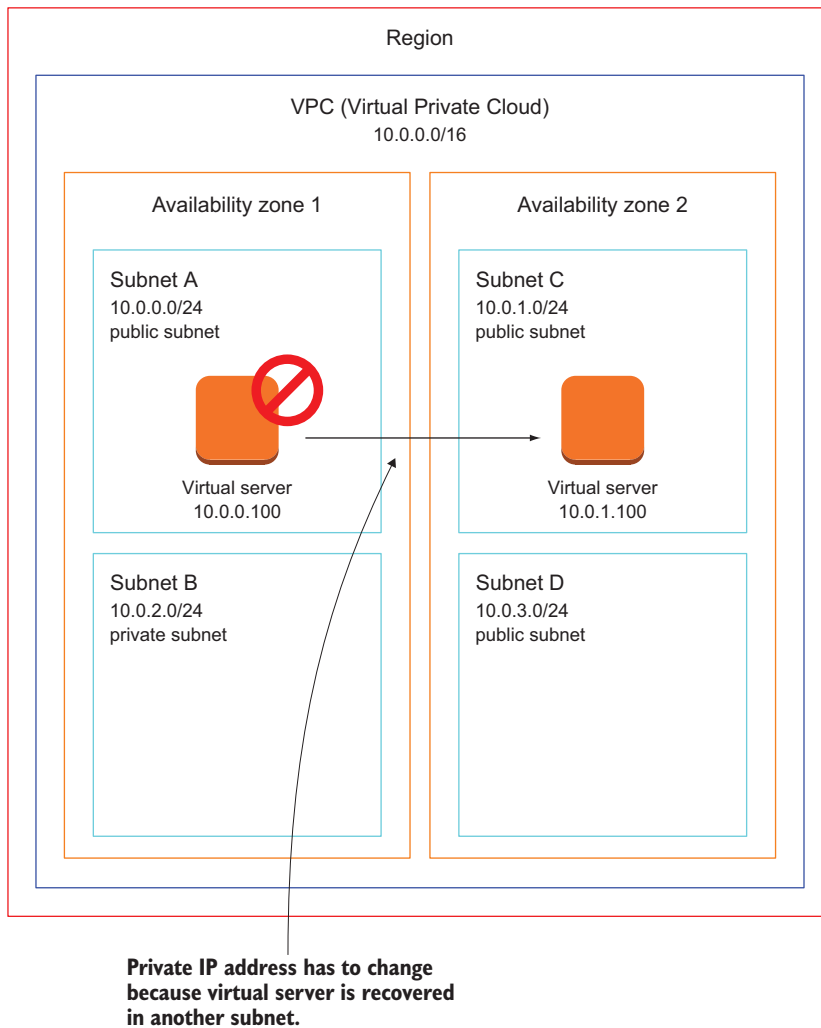 Region
VPC (Virtual Private Cloud)
10.0.0.0/16
Availability zone 1
Subnet A
10.0.0.0/24
public subnet
Virtual server
10.0.0.100
Subnet B
10.0.2.0/24
private subnet
Availability zone 2
Subnet C
10.0.1.0/24
public subnet
Virtual server
10.0.1.100
Subnet D
10.0.3.0/24
public subnet
Private IP address has to change
because virtual server is recovered
in another subnet.